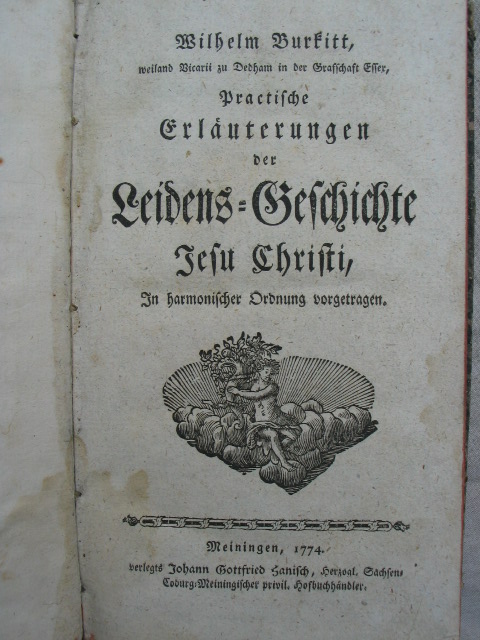 Wilhelm Burkitt,
weiland Vicarii zu Dedham in der Grafschaft Essex,
Practische
Erläuterungen
der
Leidens-Geschichte
Jesu Christi,
In harmonischer Ordnung vorgetragen.
Meiningen, 1774.
verlegts Johann Gottfried Hanisch, Herzogl. Sachsen-
Coburg-Meiningischer privil. Hofbuchhändler.